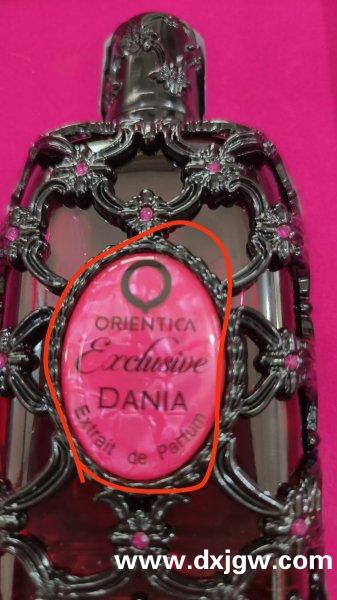 ORIENTICA
Exclusive
DANIA
Extrait de Parfum
www.dxjgw.com